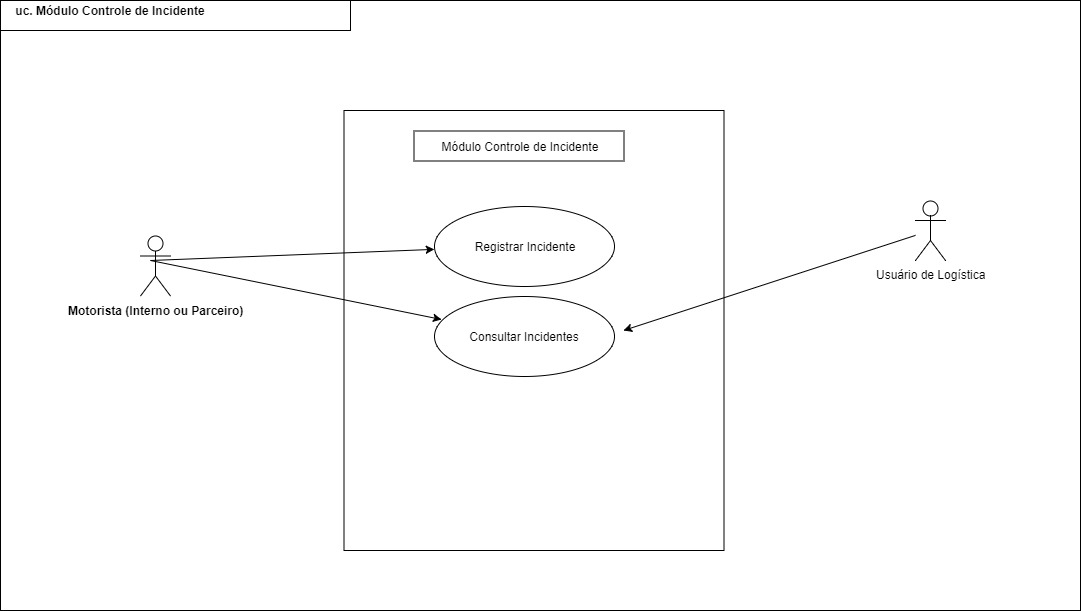 uc. Módulo Controle de Incidente
Módulo Controle de Incidente
Registrar Incidente
Usuário de Logística
Motorista (Interno ou Parceiro)
Consultar Incidentes